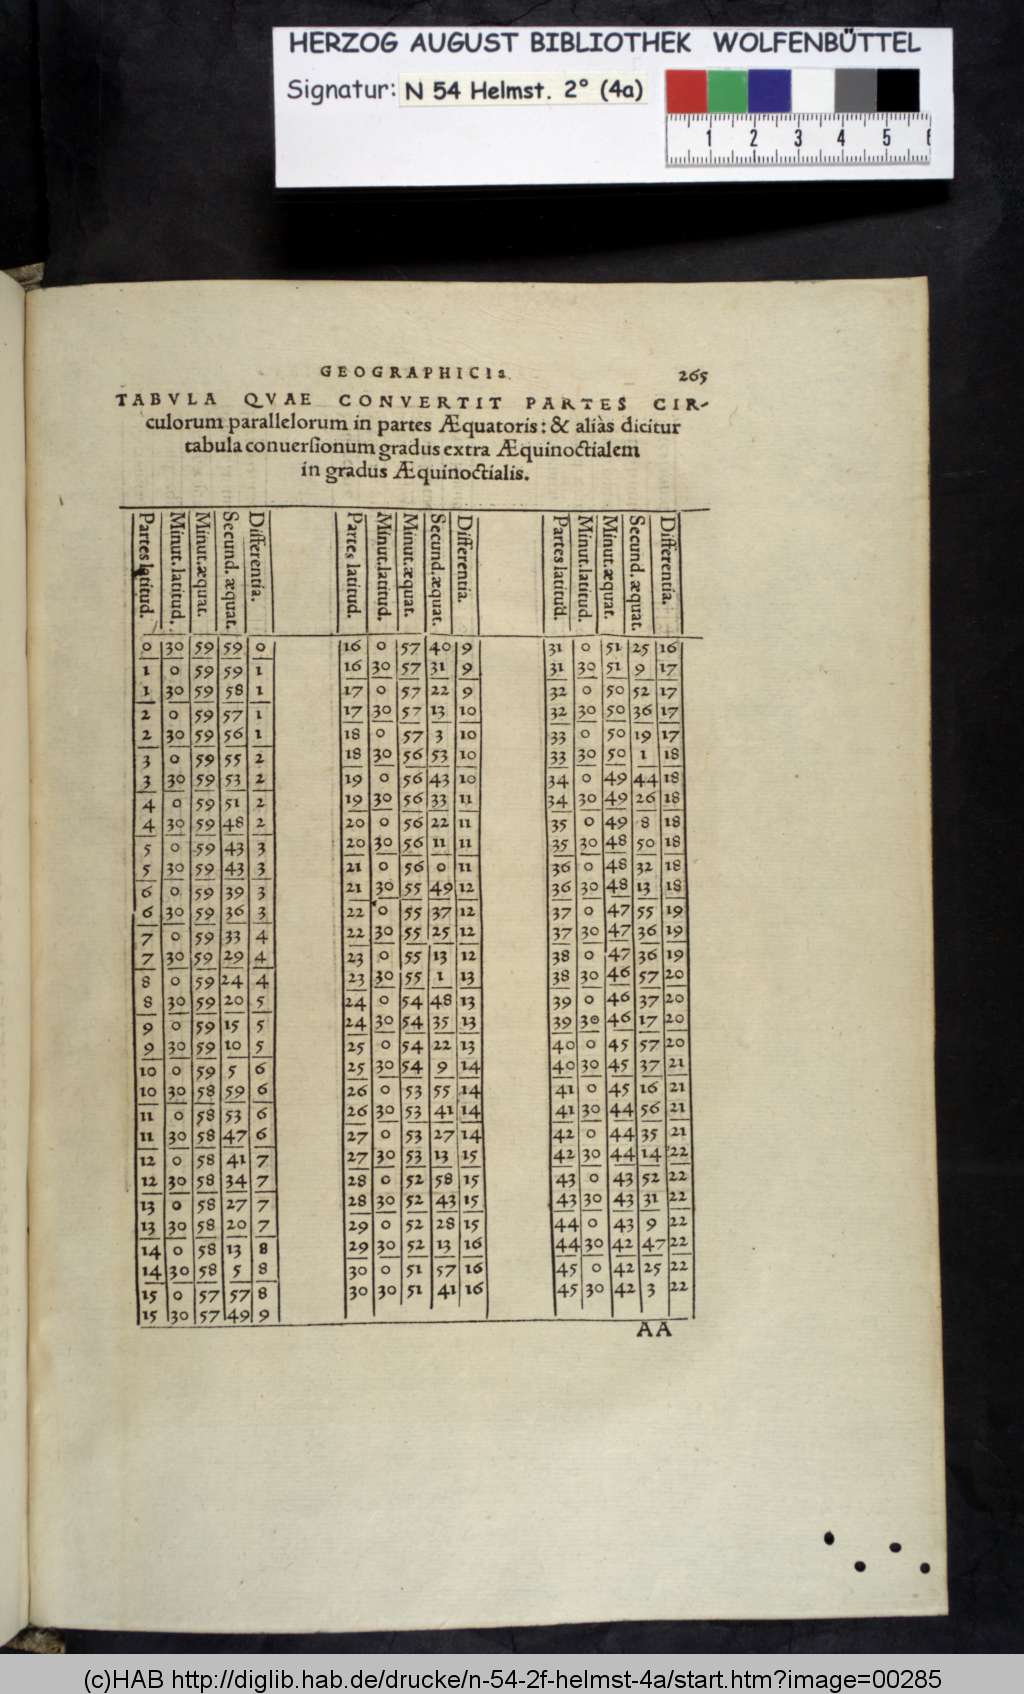 HERZOG AUGUST BIBLIOTHEK WOLFENBÜTTEL
Signatur: N 54 Helmst. 2° (4a)
1 2 3 4 5 6
GEOGRAPHICIS. 265
TABVLA QVAE CONVERTIT PARTES CIR-
culorum parallelorum in partes Æquatoris: & aliàs dicitur
tabula conuersionum gradus extra Æquinoctialem
in gradus Æquinoctialis.
Partes latitud. Minut. latitud. Minut. æquat. Secund. æquat. Differentia. Partes latitud. Minut. latitud. Minut. æquat. Secund. æquat. Differentia. Partes latitud. Minut. latitud. Minut. æquat. Secund. æquat. Differentia.
0 30 59 59 0 16 0 57 40 9 31 0 51 25 16
1 0 59 59 1 16 30 57 31 9 31 30 51 9 17
1 30 59 58 1 17 0 57 22 9 32 0 50 52 17
2 0 59 57 1 17 30 57 13 10 32 30 50 36 17
2 30 59 56 1 18 0 57 3 10 33 0 50 19 17
3 0 59 55 2 18 30 56 53 10 33 30 50 1 18
3 30 59 53 2 19 0 56 43 10 34 0 49 44 18
4 0 59 51 2 19 30 56 33 11 34 30 49 26 18
4 30 59 48 2 20 0 56 22 11 35 0 49 8 18
5 0 59 43 3 20 30 56 11 11 35 30 48 50 18
5 30 59 43 3 21 0 56 0 11 36 0 48 32 18
6 0 59 39 3 21 30 55 49 12 36 30 48 13 18
6 30 59 36 3 22 0 55 37 12 37 0 47 55 19
7 0 59 33 4 22 30 55 25 12 37 30 47 36 19
7 30 59 29 4 23 0 55 13 12 38 0 47 36 19
8 0 59 24 4 23 30 55 1 13 38 30 46 57 20
8 30 59 20 5 24 0 54 48 13 39 0 46 37 20
9 0 59 15 5 24 30 54 35 13 39 30 46 17 20
9 30 59 10 5 25 0 54 22 13 40 0 45 57 20
10 0 59 5 6 25 30 54 9 14 40 30 45 37 21
10 30 58 59 6 26 0 53 55 14 41 0 45 16 21
11 0 58 53 6 26 30 53 41 14 41 30 44 56 21
11 30 58 47 6 27 0 53 27 14 42 0 44 35 21
12 0 58 41 7 27 30 53 13 15 42 30 44 14 22
12 30 58 34 7 28 0 52 58 15 43 0 43 52 22
13 0 58 27 7 28 30 52 43 15 43 30 43 31 22
13 30 58 20 7 29 0 52 28 15 44 0 43 9 22
14 0 58 13 8 29 30 52 13 16 44 30 42 47 22
14 30 58 5 8 30 0 51 57 16 45 0 42 25 22
15 0 57 57 8 30 30 51 41 16 45 30 42 3 22
15 30 57 49 9
AA
(c)HAB http://diglib.hab.de/drucke/n-54-2f-helmst-4a/start.htm?image=00285